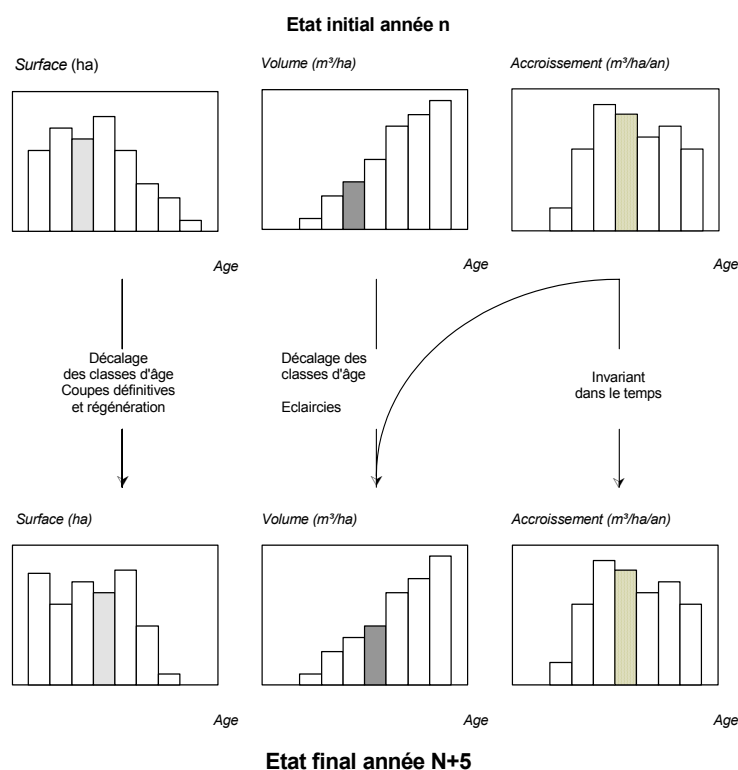 Etat initial année n
Surface (ha)
Volume (m³/ha)
Accroissement (m³/ha/an)
Age
Age
Age
Décalage
des classes d'âge
Coupes définitives
et régénération
Décalage des
classes d'âge
Eclaircies
Invariant
dans le temps
Surface (ha)
Volume (m³/ha)
Accroissement (m³/ha/an)
Age
Age
Age
Etat final année N+5